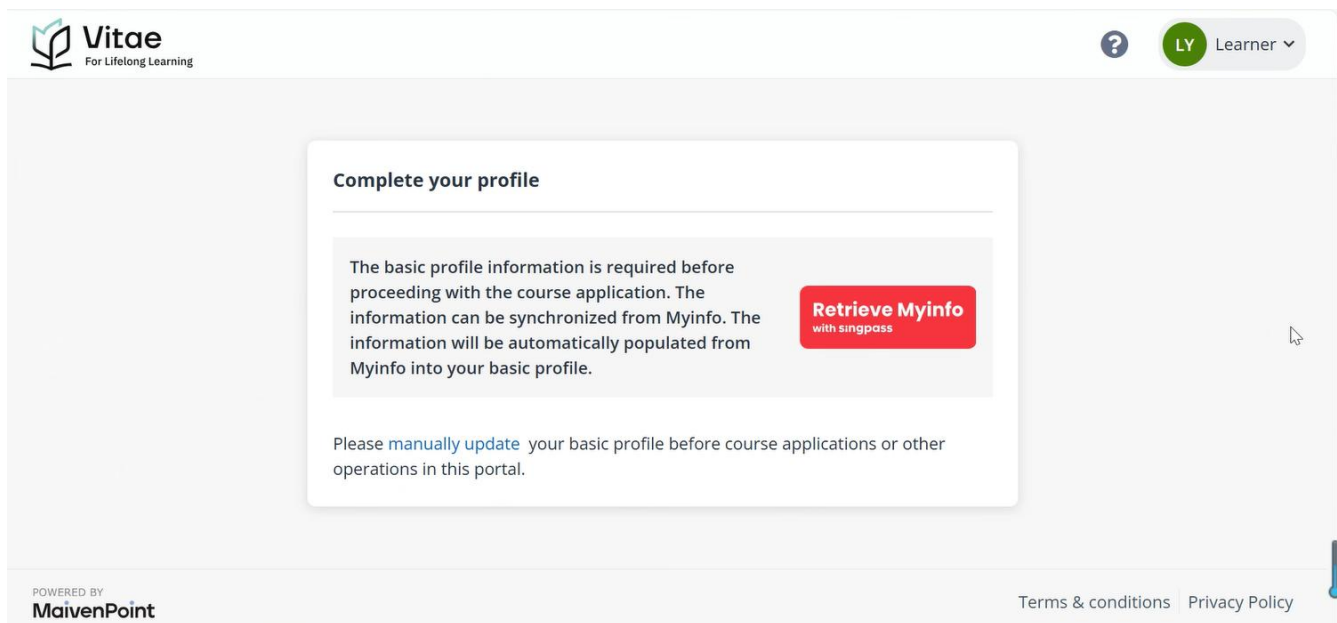 Vitae
For Lifelong Learning
?
LY Learner
Complete your profile
The basic profile information is required before
proceeding with the course application. The
information can be synchronized from Myinfo. The
information will be automatically populated from
Myinfo into your basic profile.
Retrieve Myinfo
with singpass
Please manually update your basic profile before course applications or other
operations in this portal.
POWERED BY
MaivenPoint
Terms & conditions Privacy Policy